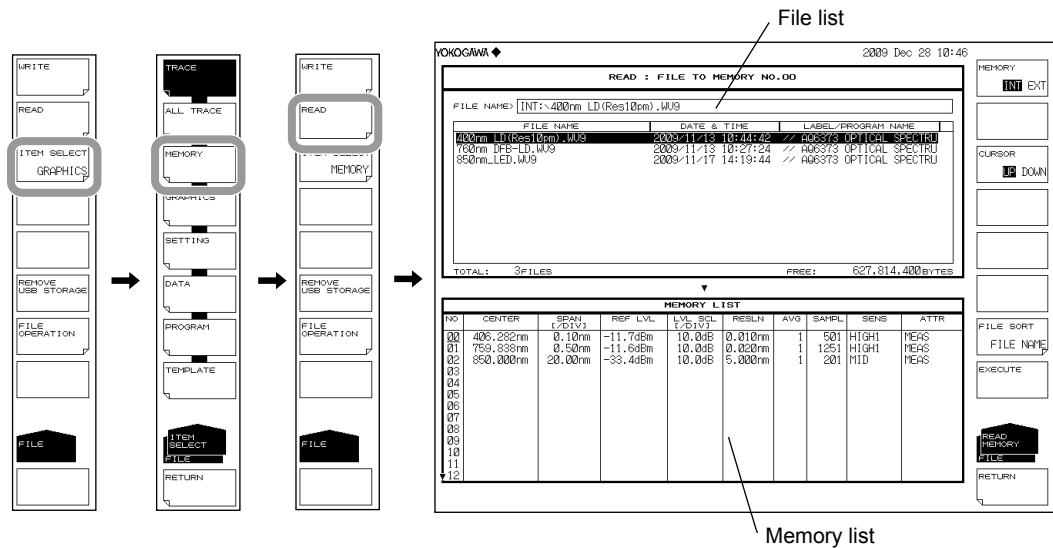 File list
WRITE
READ
ITEM SELECT
GRAPHICS
REMOVE
USB STORAGE
FILE
OPERATION
FILE
TRACE
ALL TRACE
MEMORY
GRAPHICS
SETTING
DATA
PROGRAM
TEMPLATE
ITEM
SELECT
FILE
RETURN
WRITE
READ
ITEM SELECT
MEMORY
REMOVE
USB STORAGE
FILE
OPERATION
FILE
YOKOGAWA 2009 Dec 28 10:46
READ : FILE TO MEMORY NO.00
FILE NAME> INT:\400nm LD(Res10pm).WV9
FILE NAME DATE & TIME LABEL/PROGRAM NAME
400nm LD(Res10pm).WV9 2009/11/13 10:44:42 // AQ6373 OPTICAL SPECTRU
760nm DFB-LD.WV9 2009/11/13 10:27:24 // AQ6373 OPTICAL SPECTRU
850nm_LED.WV9 2009/11/17 14:19:44 // AQ6373 OPTICAL SPECTRU
TOTAL: 3FILES FREE: 627,814,400BYTES
MEMORY LIST
NO CENTER SPAN [/DIV] REF LVL LVL SCL [/DIV] RESLN AVG SAMPL SENS ATTR
00 406.282nm 0.10nm -11.7dBm 10.0dB 0.010nm 1 501 HIGH1 MEAS
01 759.838nm 0.50nm -11.6dBm 10.0dB 0.020nm 1 1251 HIGH1 MEAS
02 850.000nm 20.00nm -33.4dBm 10.0dB 5.000nm 1 201 MID MEAS
03
04
05
06
07
08
09
10
11
12
MEMORY
INT EXT
CURSOR
UP DOWN
FILE SORT
FILE NAME
EXECUTE
READ
MEMORY
FILE
RETURN
Memory list